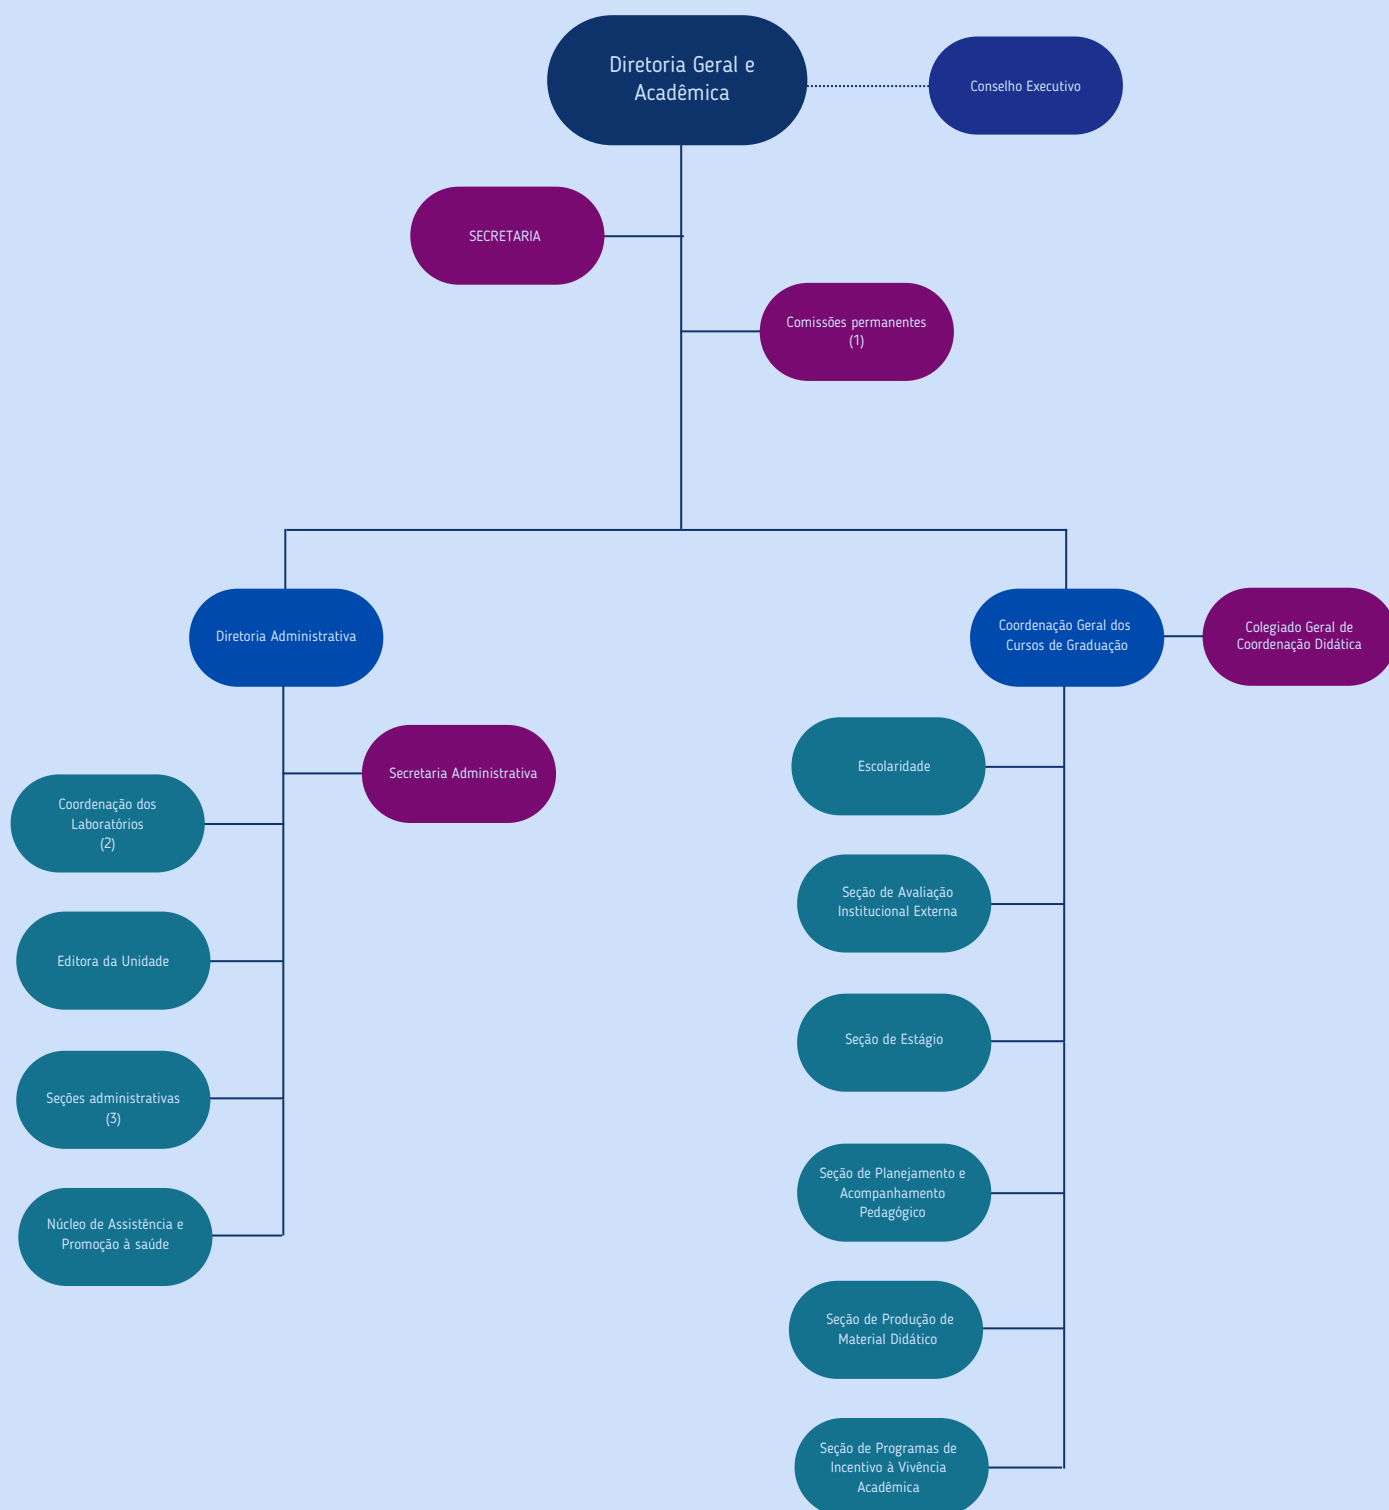 Diretoria Geral e
Acadêmica
Conselho Executivo
SECRETARIA
Comissões permanentes
(1)
Diretoria Administrativa
Coordenação Geral dos
Cursos de Graduação
Colegiado Geral de
Coordenação Didática
Secretaria Administrativa
Coordenação dos
Laboratórios
(2)
Editora da Unidade
Seções administrativas
(3)
Núcleo de Assistência e
Promoção à saúde
Escolaridade
Seção de Avaliação
Institucional Externa
Seção de Estágio
Seção de Planejamento e
Acompanhamento
Pedagógico
Seção de Produção de
Material Didático
Seção de Programas de
Incentivo à Vivência
Acadêmica